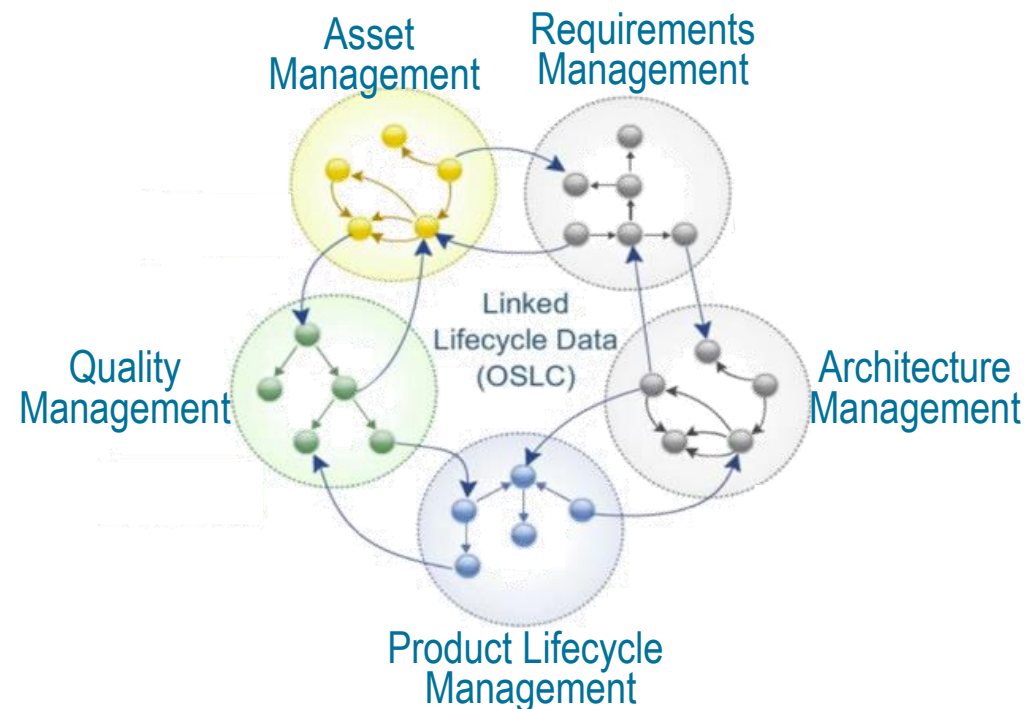 Asset
Management
Requirements
Management
Linked
Lifecycle Data
(OSLC)
Quality
Management
Architecture
Management
Product Lifecycle
Management